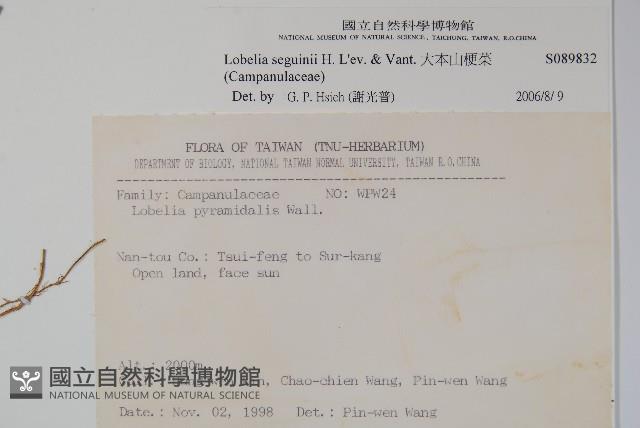 國立自然科學博物館
NATIONAL MUSEUM OF NATURAL SCIENCE, TAICHUNG, TAIWAN, R.O.CHINA
Lobelia seguinii H. L'ev. & Vant. 大本山梗菜 S089832
(Campanulaceae)
Det. by G. P. Hsieh (謝光普) 2006/8/ 9
FLORA OF TAIWAN (TNU-HERBARIUM)
DEPARTMENT OF BIOLOGY, NATIONAL TAIWAN NORMAL UNIVERSITY, TAIWAN R.O.CHINA
Family: Campanulaceae NO: WPW24
Lobelia pyramidalis Wall.
Nan-tou Co.: Tsui-feng to Sur-kang
Open land, face sun
Alt.: 2000m
Chao-chien Wang, Pin-wen Wang
國立自然科學博物館
NATIONAL MUSEUM OF NATURAL SCIENCE
Date.: Nov. 02, 1998 Det.: Pin-wen Wang